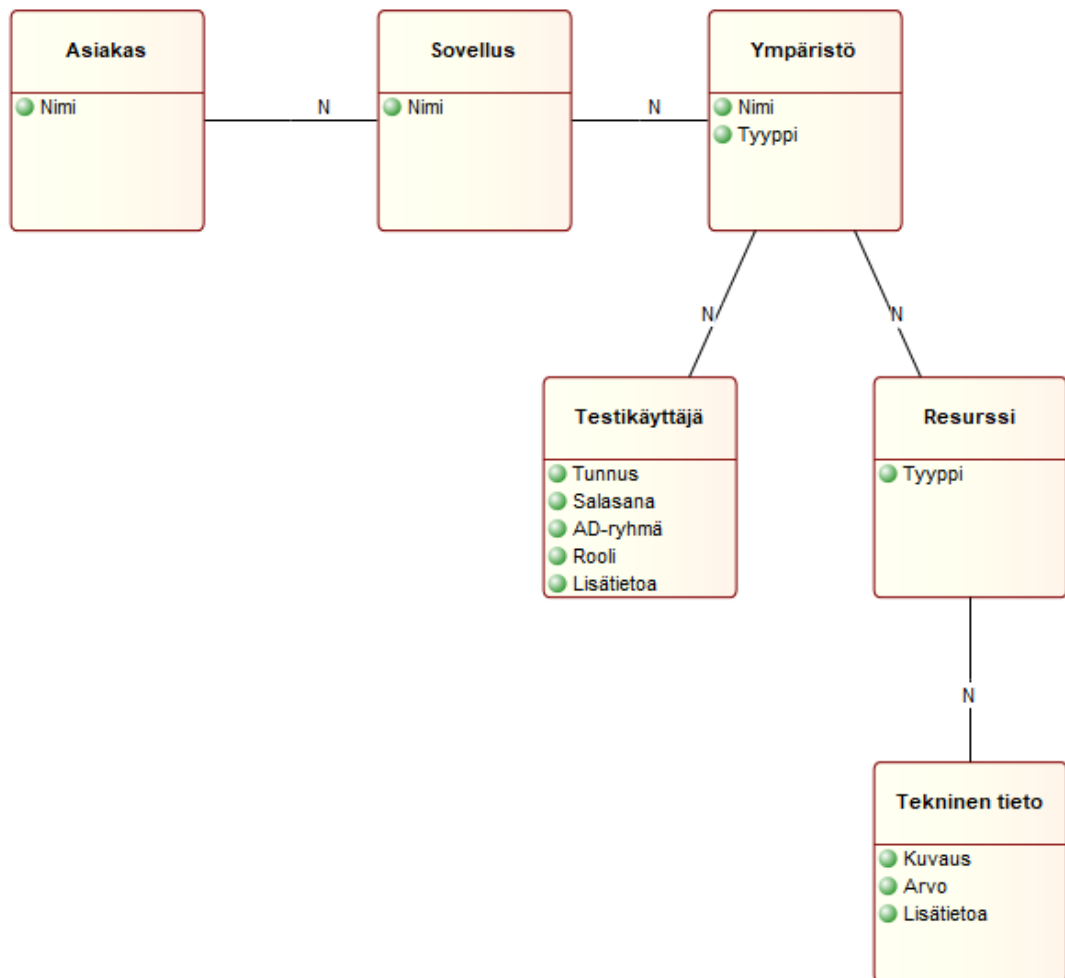 Asiakas
Nimi
N
Sovellus
Nimi
N
Ympäristö
Nimi
Tyyppi
N
N
Testikäyttäjä
Tunnus
Salasana
AD-ryhmä
Rooli
Lisätietoa
Resurssi
Tyyppi
N
Tekninen tieto
Kuvaus
Arvo
Lisätietoa